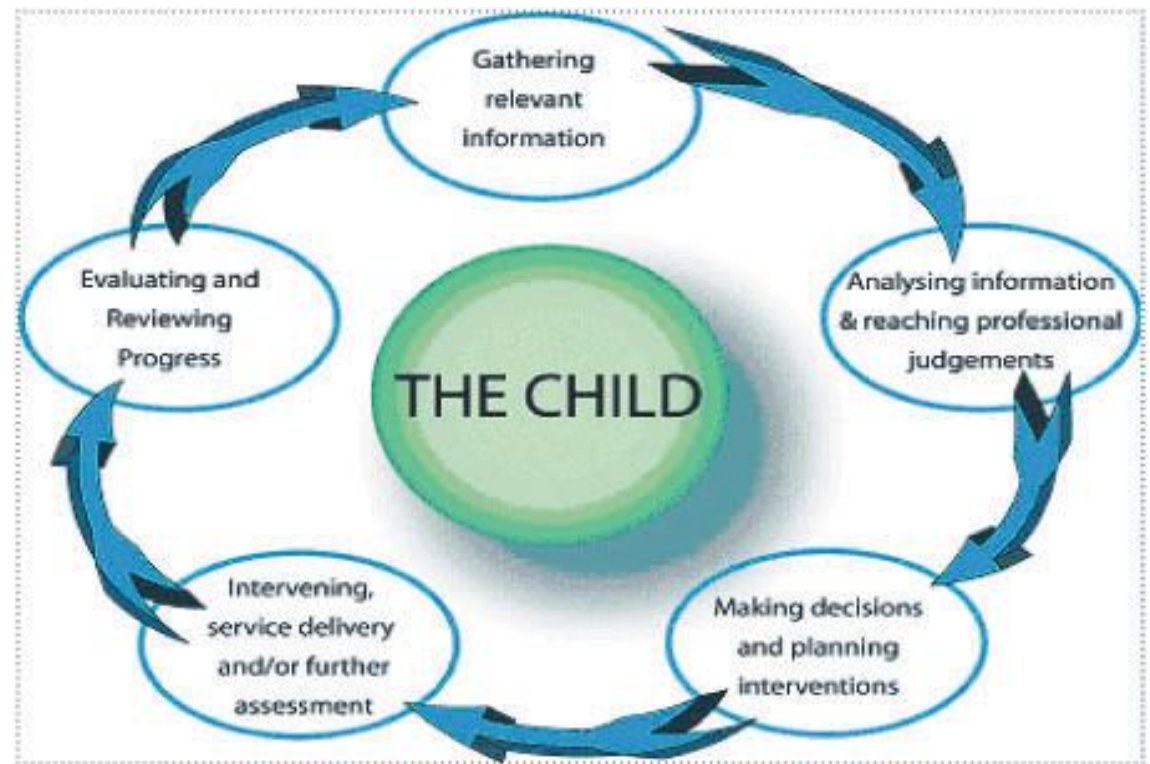 Gathering
relevant
information
Analysing information
& reaching professional
judgements
Making decisions
and planning
interventions
Intervening,
service delivery
and/or further
assessment
Evaluating and
Reviewing
Progress
THE CHILD